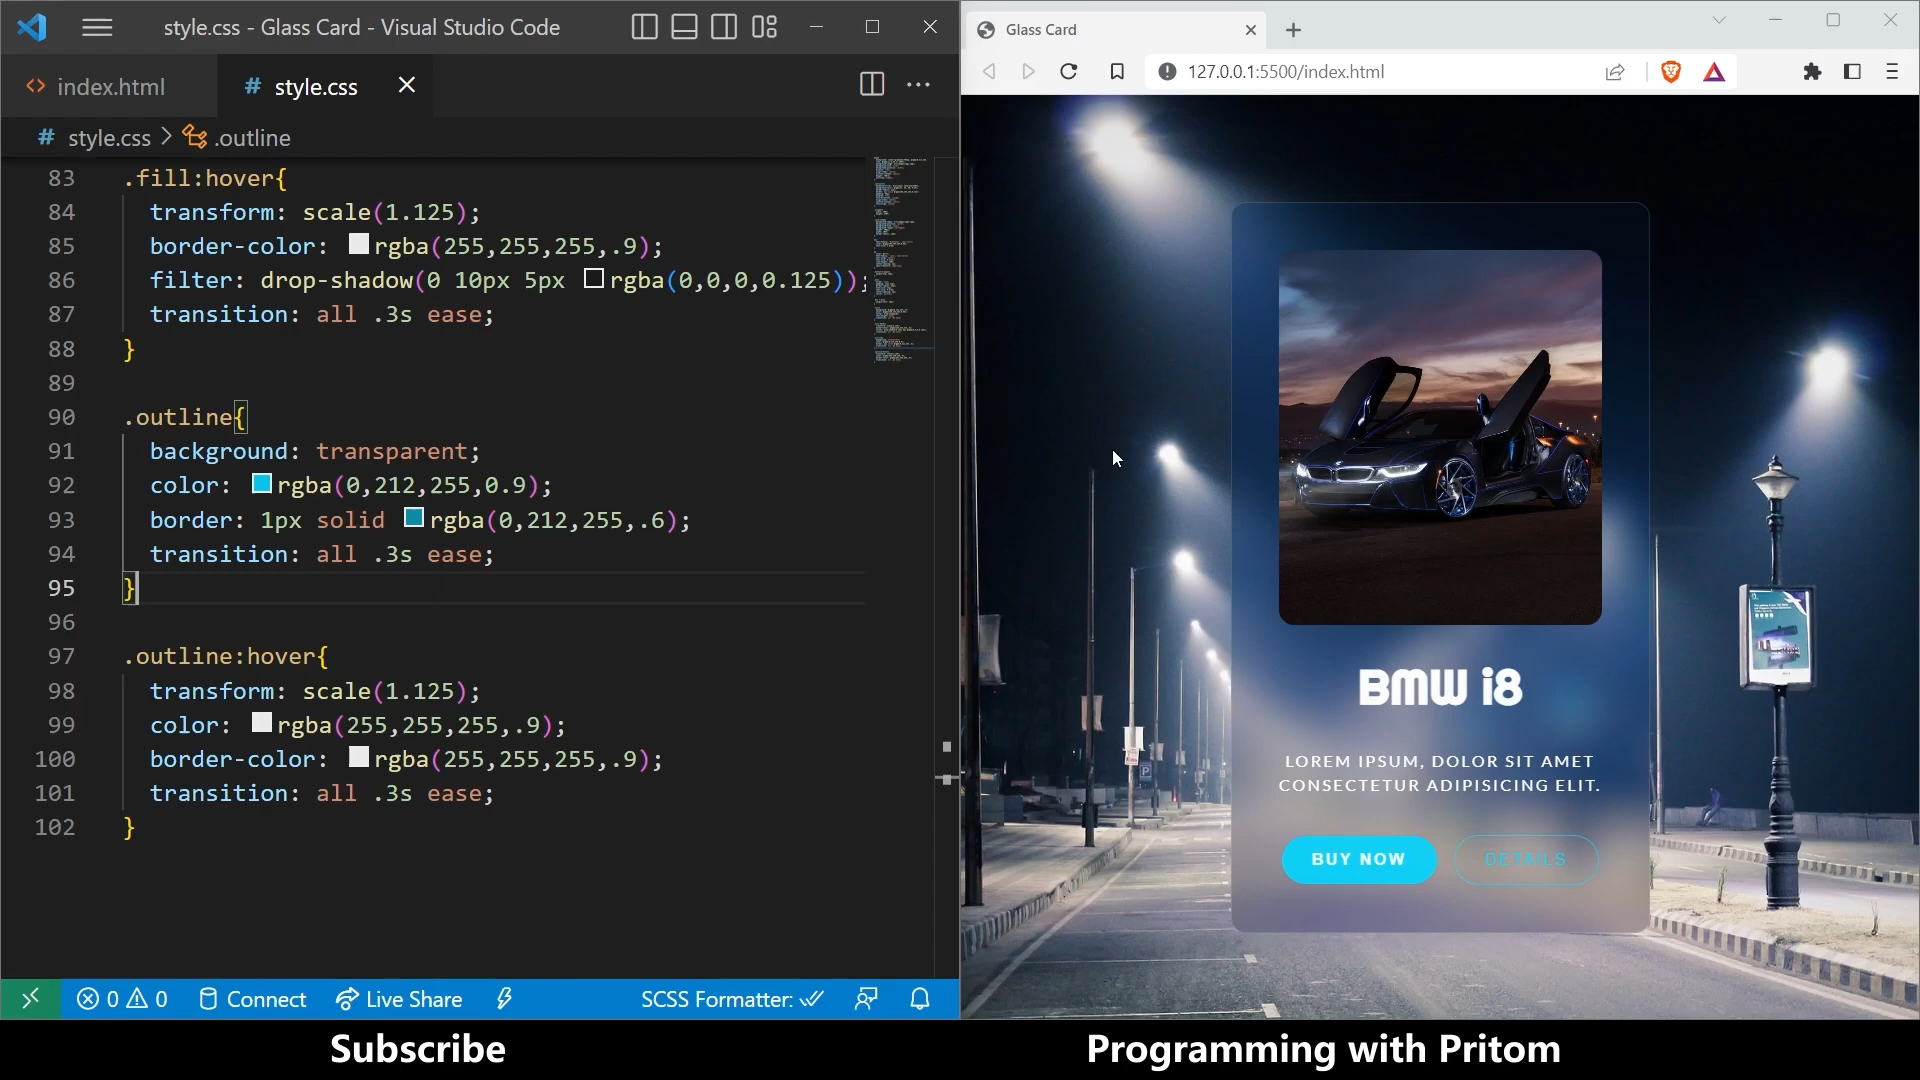 style.css - Glass Card - Visual Studio Code
index.html
# style.css
# style.css > .outline
83 .fill:hover{
84 transform: scale(1.125);
85 border-color: rgba(255,255,255,.9);
86 filter: drop-shadow(0 10px 5px rgba(0,0,0,0.125));
87 transition: all .3s ease;
88 }
89
90 .outline{
91 background: transparent;
92 color: rgba(0,212,255,0.9);
93 border: 1px solid rgba(0,212,255,.6);
94 transition: all .3s ease;
95 }
96
97 .outline:hover{
98 transform: scale(1.125);
99 color: rgba(255,255,255,.9);
100 border-color: rgba(255,255,255,.9);
101 transition: all .3s ease;
102 }
0 0 Connect Live Share SCSS Formatter:
Glass Card
127.0.0.1:5500/index.html
BMW i8
LOREM IPSUM, DOLOR SIT AMET
CONSECTETUR ADIPISICING ELIT.
BUY NOW
DETAILS
Subscribe
Programming with Pritom